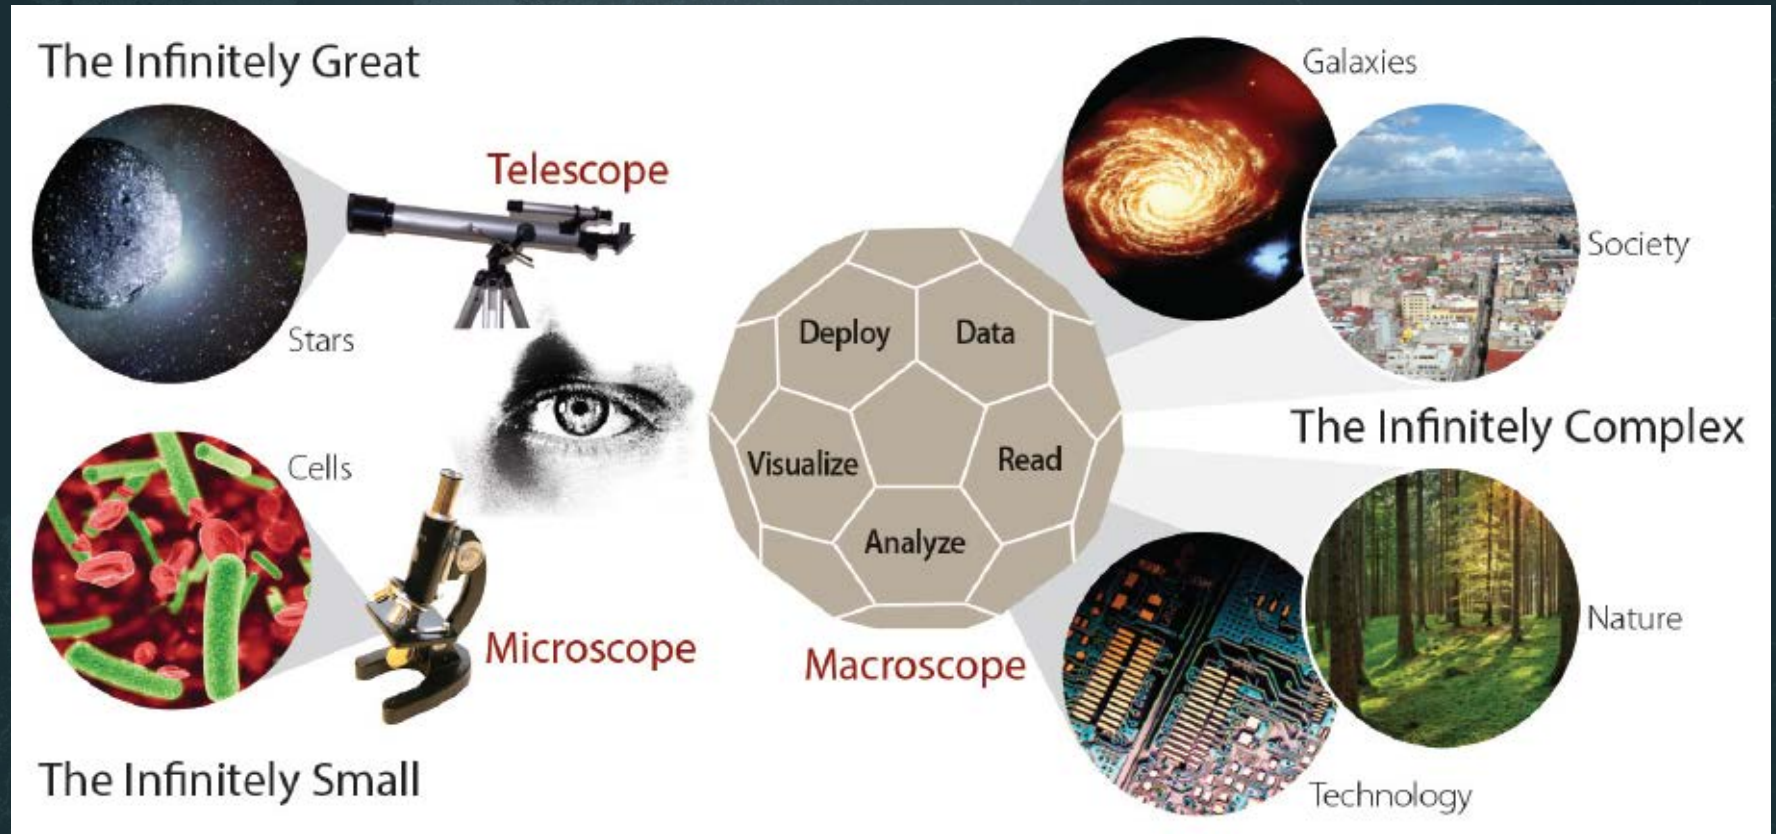 The Infinitely Great
Telescope
Stars
Cells
Microscope
The Infinitely Small
Deploy
Data
Visualize
Read
Analyze
Macroscope
Galaxies
Society
The Infinitely Complex
Nature
Technology